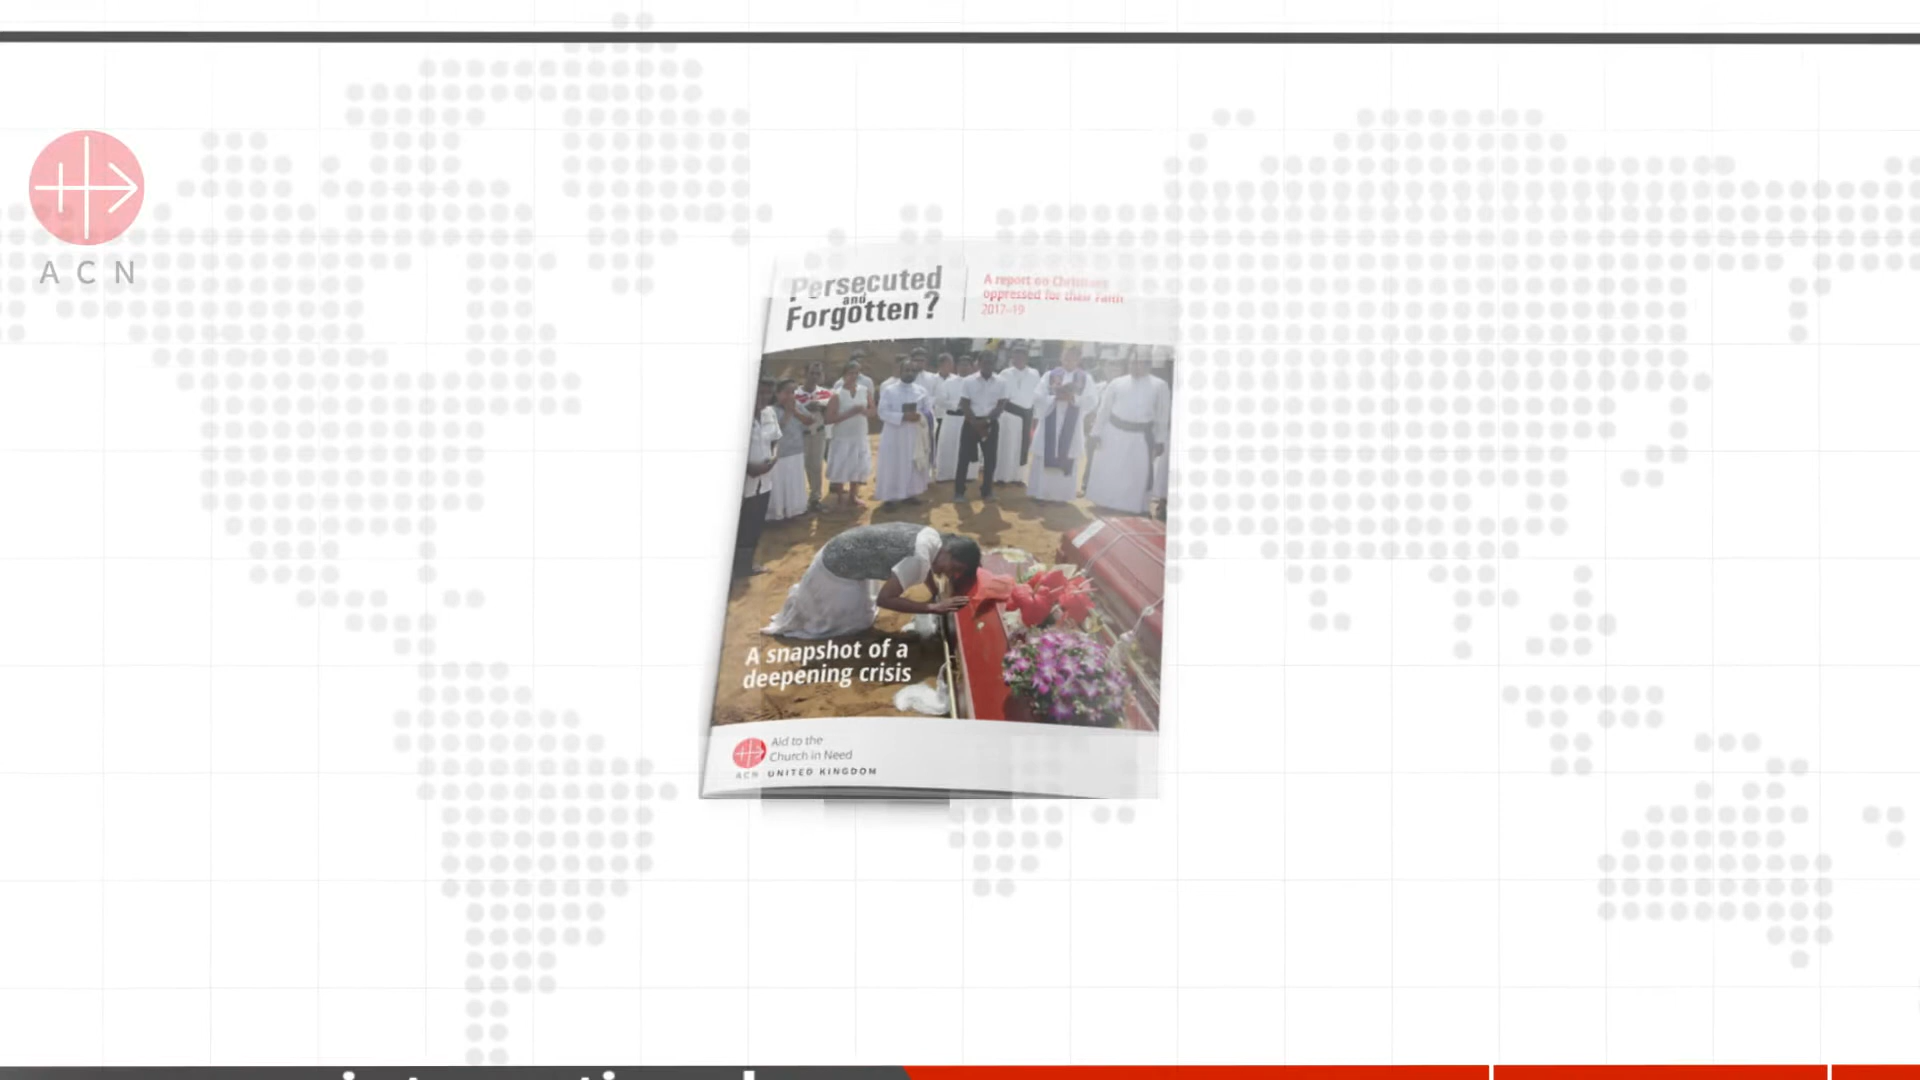 ACN
Persecuted
and
Forgotten?
A report on Christians
oppressed for their Faith
2017–19
A snapshot of a
deepening crisis
Aid to the
Church in Need
ACN UNITED KINGDOM